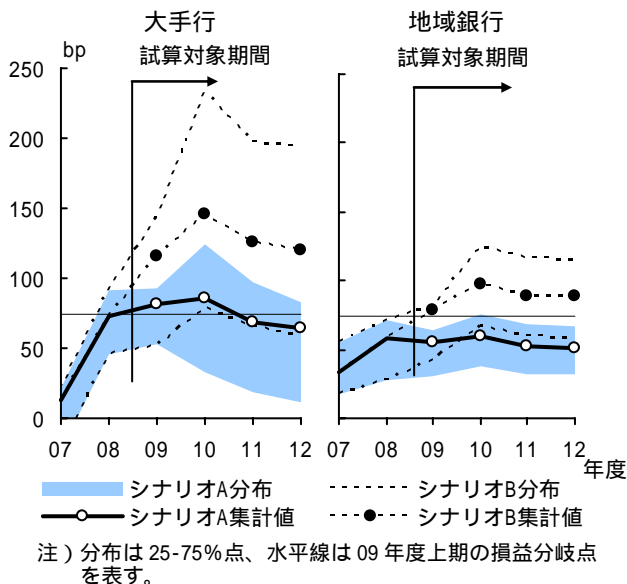 大手行
地域銀行
bp
試算対象期間
試算対象期間
250
200
150
100
50
0
07 08 09 10 11 12
07 08 09 10 11 12
年度
シナリオA分布
シナリオB分布
シナリオA集計値
シナリオB集計値
注）分布は 25-75%点、水平線は 09 年度上期の損益分岐点
を表す。